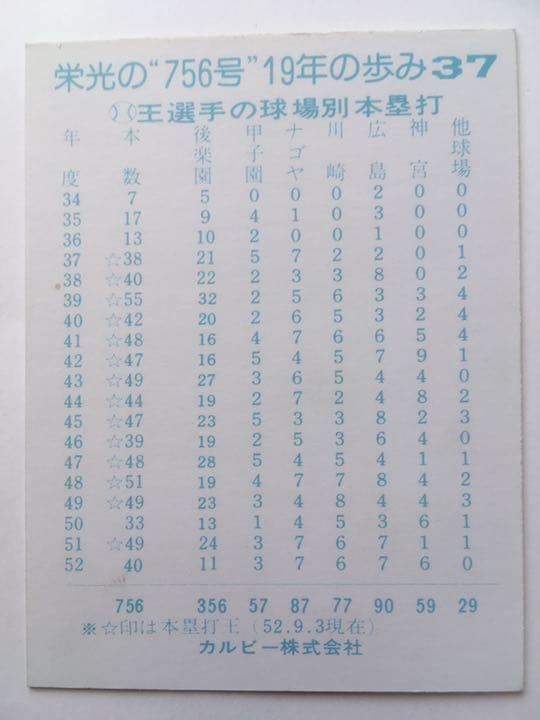 栄光の“756号”19年の歩み37
王選手の球場別本塁打
年度 本数 後楽園 甲子園 ナゴヤ 川崎 広島 神宮 他球場
34 7 5 0 0 0 2 0 0
35 17 9 4 1 0 3 0 0
36 13 10 2 0 0 1 0 0
37 ☆38 21 5 7 2 2 0 1
38 ☆40 22 2 3 3 8 0 2
39 ☆55 32 2 5 6 3 3 4
40 ☆42 20 2 6 5 3 2 4
41 ☆48 16 4 7 6 6 5 4
42 ☆47 16 5 4 5 7 9 1
43 ☆49 27 3 6 5 4 4 0
44 ☆44 19 2 7 2 4 8 2
45 ☆47 23 5 3 3 8 2 3
46 ☆39 19 2 5 3 6 4 0
47 ☆48 28 5 4 5 4 1 1
48 ☆51 19 4 7 7 8 4 2
49 ☆49 23 3 4 8 4 4 3
50 33 13 1 4 5 3 6 1
51 ☆49 24 3 7 6 7 1 1
52 40 11 3 7 6 7 6 0
756 356 57 87 77 90 59 29
※☆印は本塁打王(52.9.3現在)
カルビー株式会社